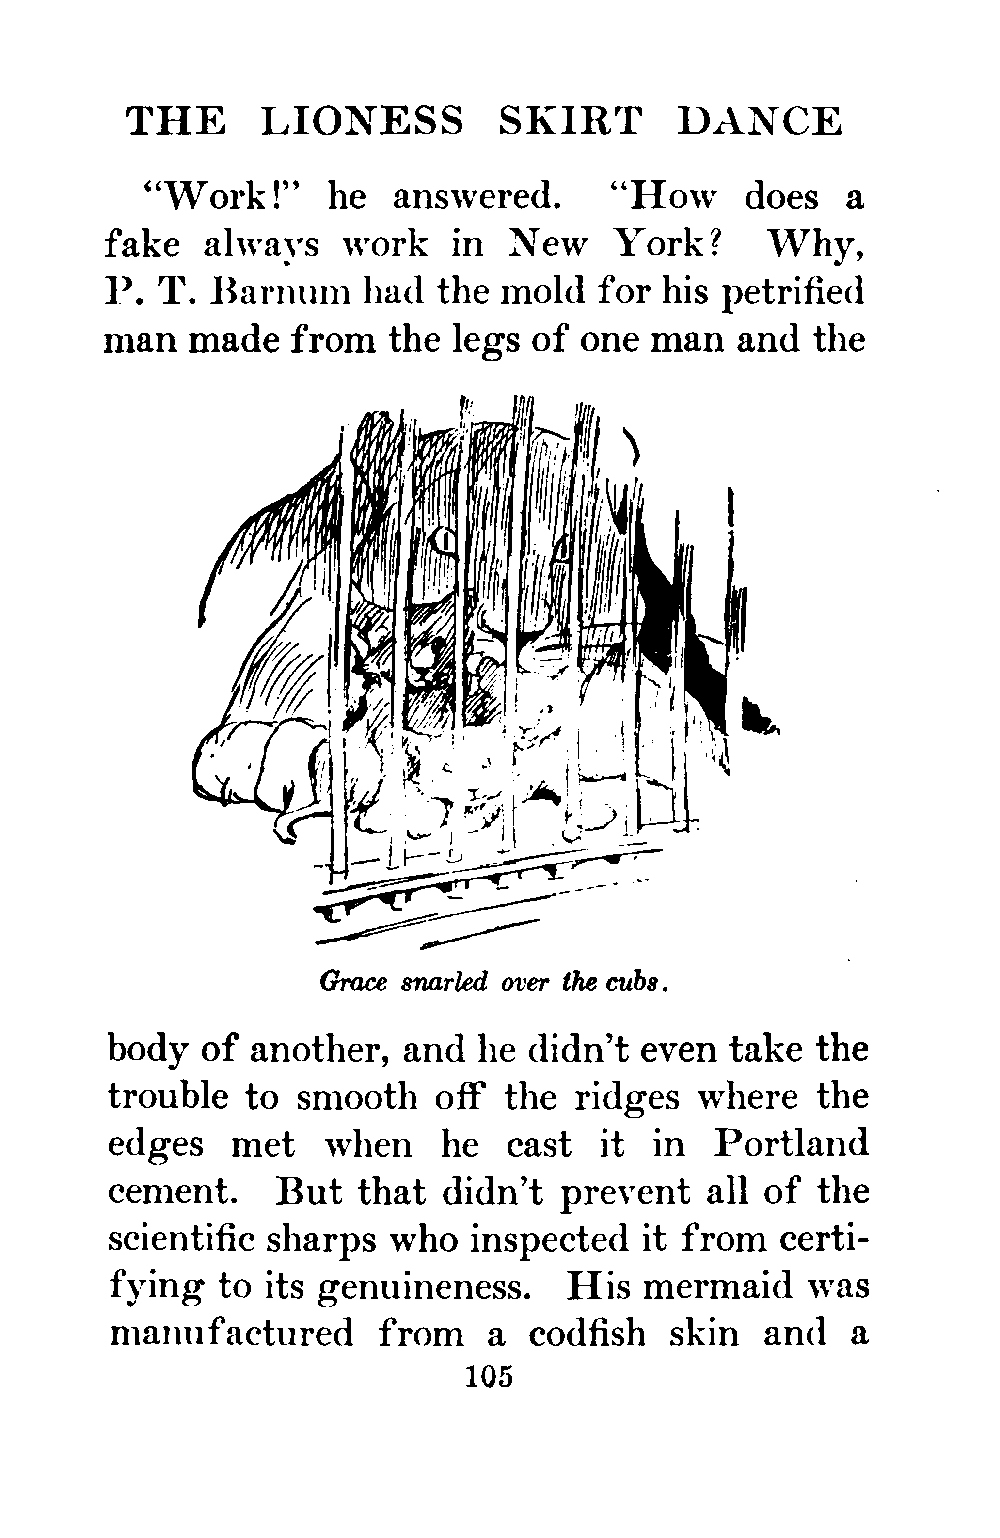 THE LIONESS SKIRT DANCE
“Work!” he answered. “How does a
fake always work in New York? Why,
P. T. Barnum had the mold for his petrified
man made from the legs of one man and the
Grace snarled over the cubs.
body of another, and he didn’t even take the
trouble to smooth off the ridges where the
edges met when he cast it in Portland
cement. But that didn’t prevent all of the
scientific sharps who inspected it from certi-
fying to its genuineness. His mermaid was
manufactured from a codfish skin and a
105